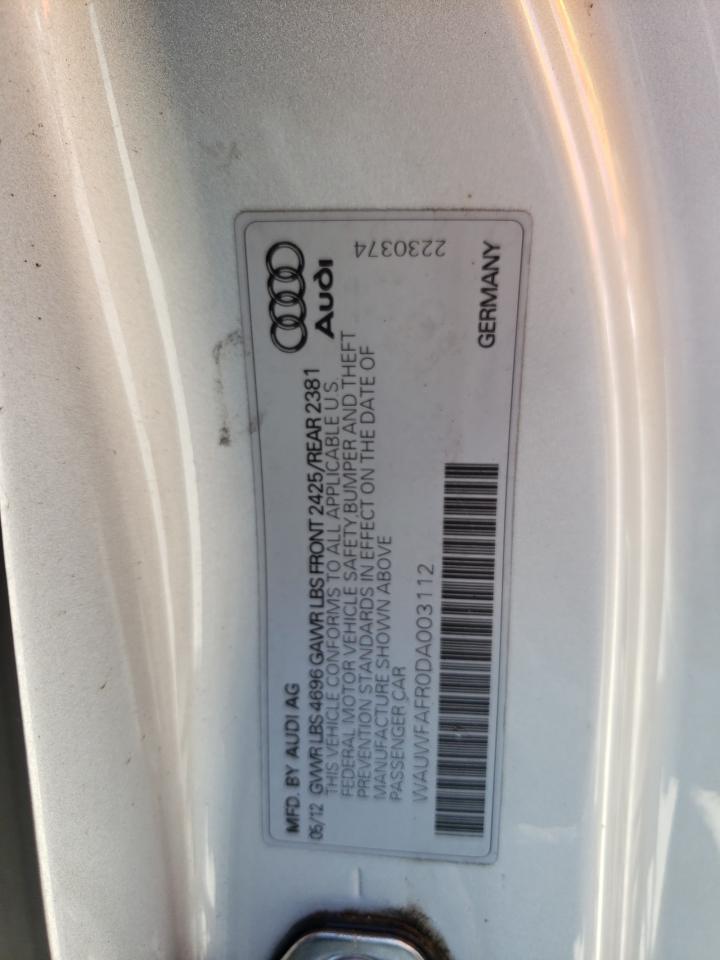 MFD. BY AUDI AG
05/12 GVWR LBS 4696 GAWR LBS FRONT 2425/REAR 2381
THIS VEHICLE CONFORMS TO ALL APPLICABLE U.S.
FEDERAL MOTOR VEHICLE SAFETY, BUMPER AND THEFT
PREVENTION STANDARDS IN EFFECT ON THE DATE OF
MANUFACTURE SHOWN ABOVE
PASSENGER CAR
WAUWFAFR0DA003112
Audi
2230374
GERMANY